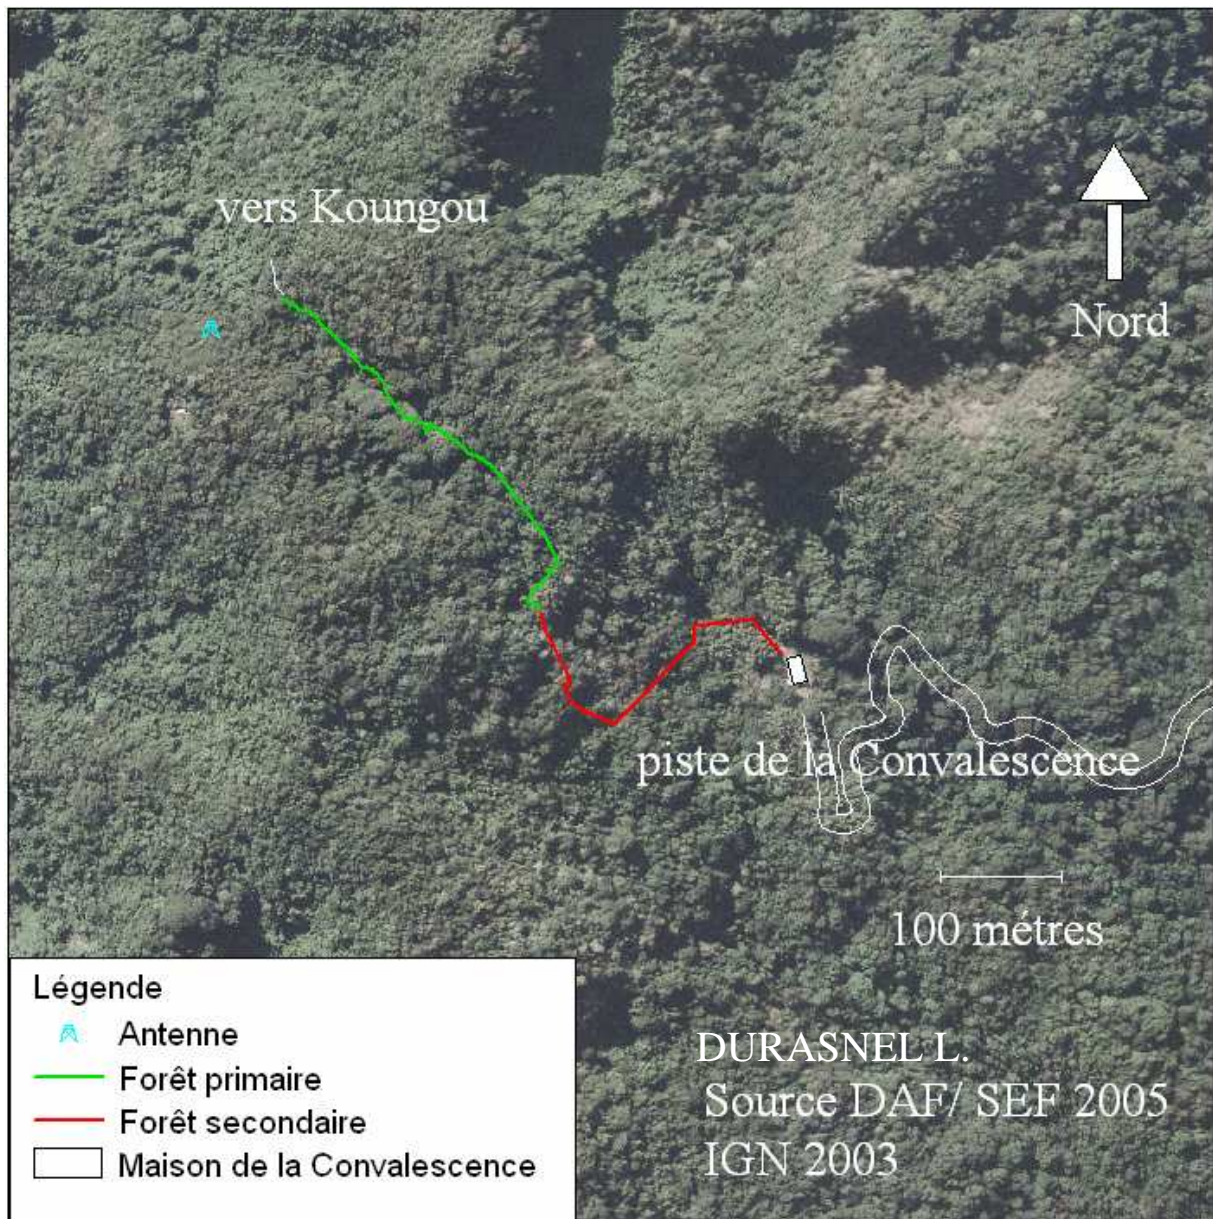 vers Koungou
Nord
piste de la Convalescence
100 métres
Légende
Antenne
Forêt primaire
Forêt secondaire
Maison de la Convalescence
DURASNEL L.
Source DAF/ SEF 2005
IGN 2003